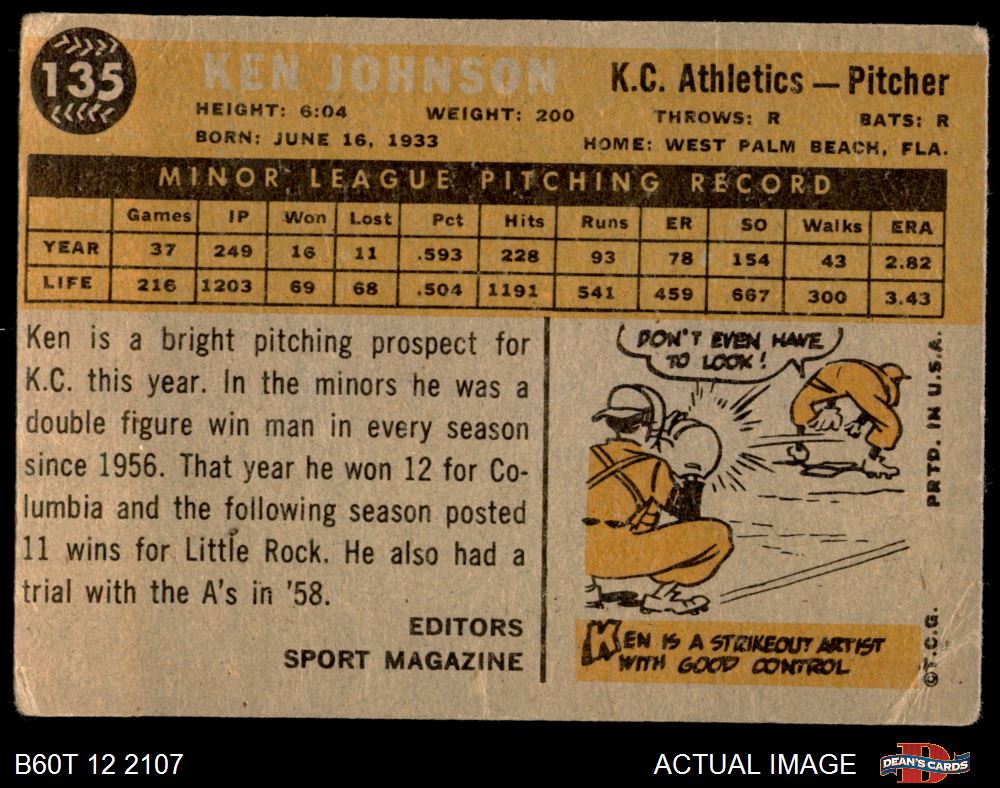 135
KEN JOHNSON
K.C. Athletics — Pitcher
HEIGHT: 6:04 WEIGHT: 200 THROWS: R BATS: R
BORN: JUNE 16, 1933 HOME: WEST PALM BEACH, FLA.
MINOR LEAGUE PITCHING RECORD
Games IP Won Lost Pct Hits Runs ER SO Walks ERA
YEAR 37 249 16 11 .593 228 93 78 154 43 2.82
LIFE 216 1203 69 68 .504 1191 541 459 667 300 3.43
Ken is a bright pitching prospect for
K.C. this year. In the minors he was a
double figure win man in every season
since 1956. That year he won 12 for Co-
lumbia and the following season posted
11 wins for Little Rock. He also had a
trial with the A's in '58.
EDITORS
SPORT MAGAZINE
DON'T EVEN HAVE
TO LOOK!
KEN IS A STRIKEOUT ARTIST
WITH GOOD CONTROL
©T.C.G. PRTD. IN U.S.A.
B60T 12 2107
ACTUAL IMAGE
DEAN'S CARDS